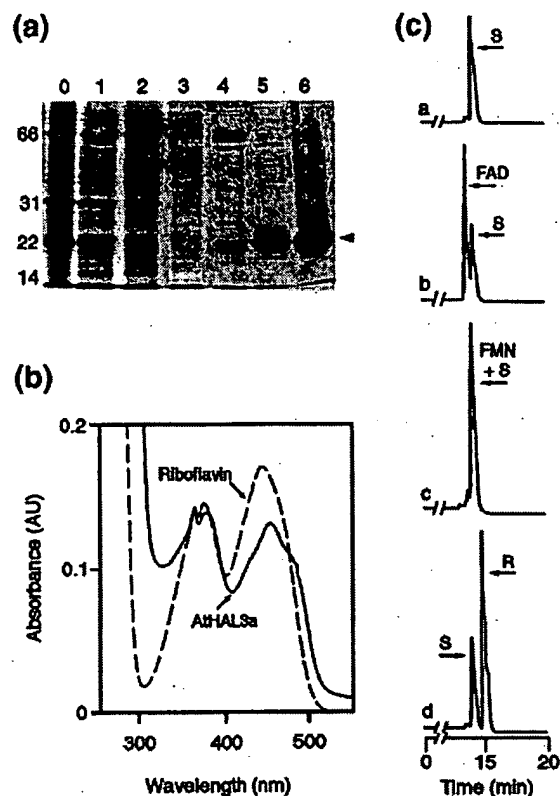 (a)
0 1 2 3 4 5 6
66
31
22
14
(b)
0.2
0.1
0
Absorbance (AU)
Riboflavin
AtHAL3a
300 400 500
Wavelength (nm)
(c)
S
a
FAD
S
b
FMN
+ S
c
R
S
d
0 15 20
Time (min)